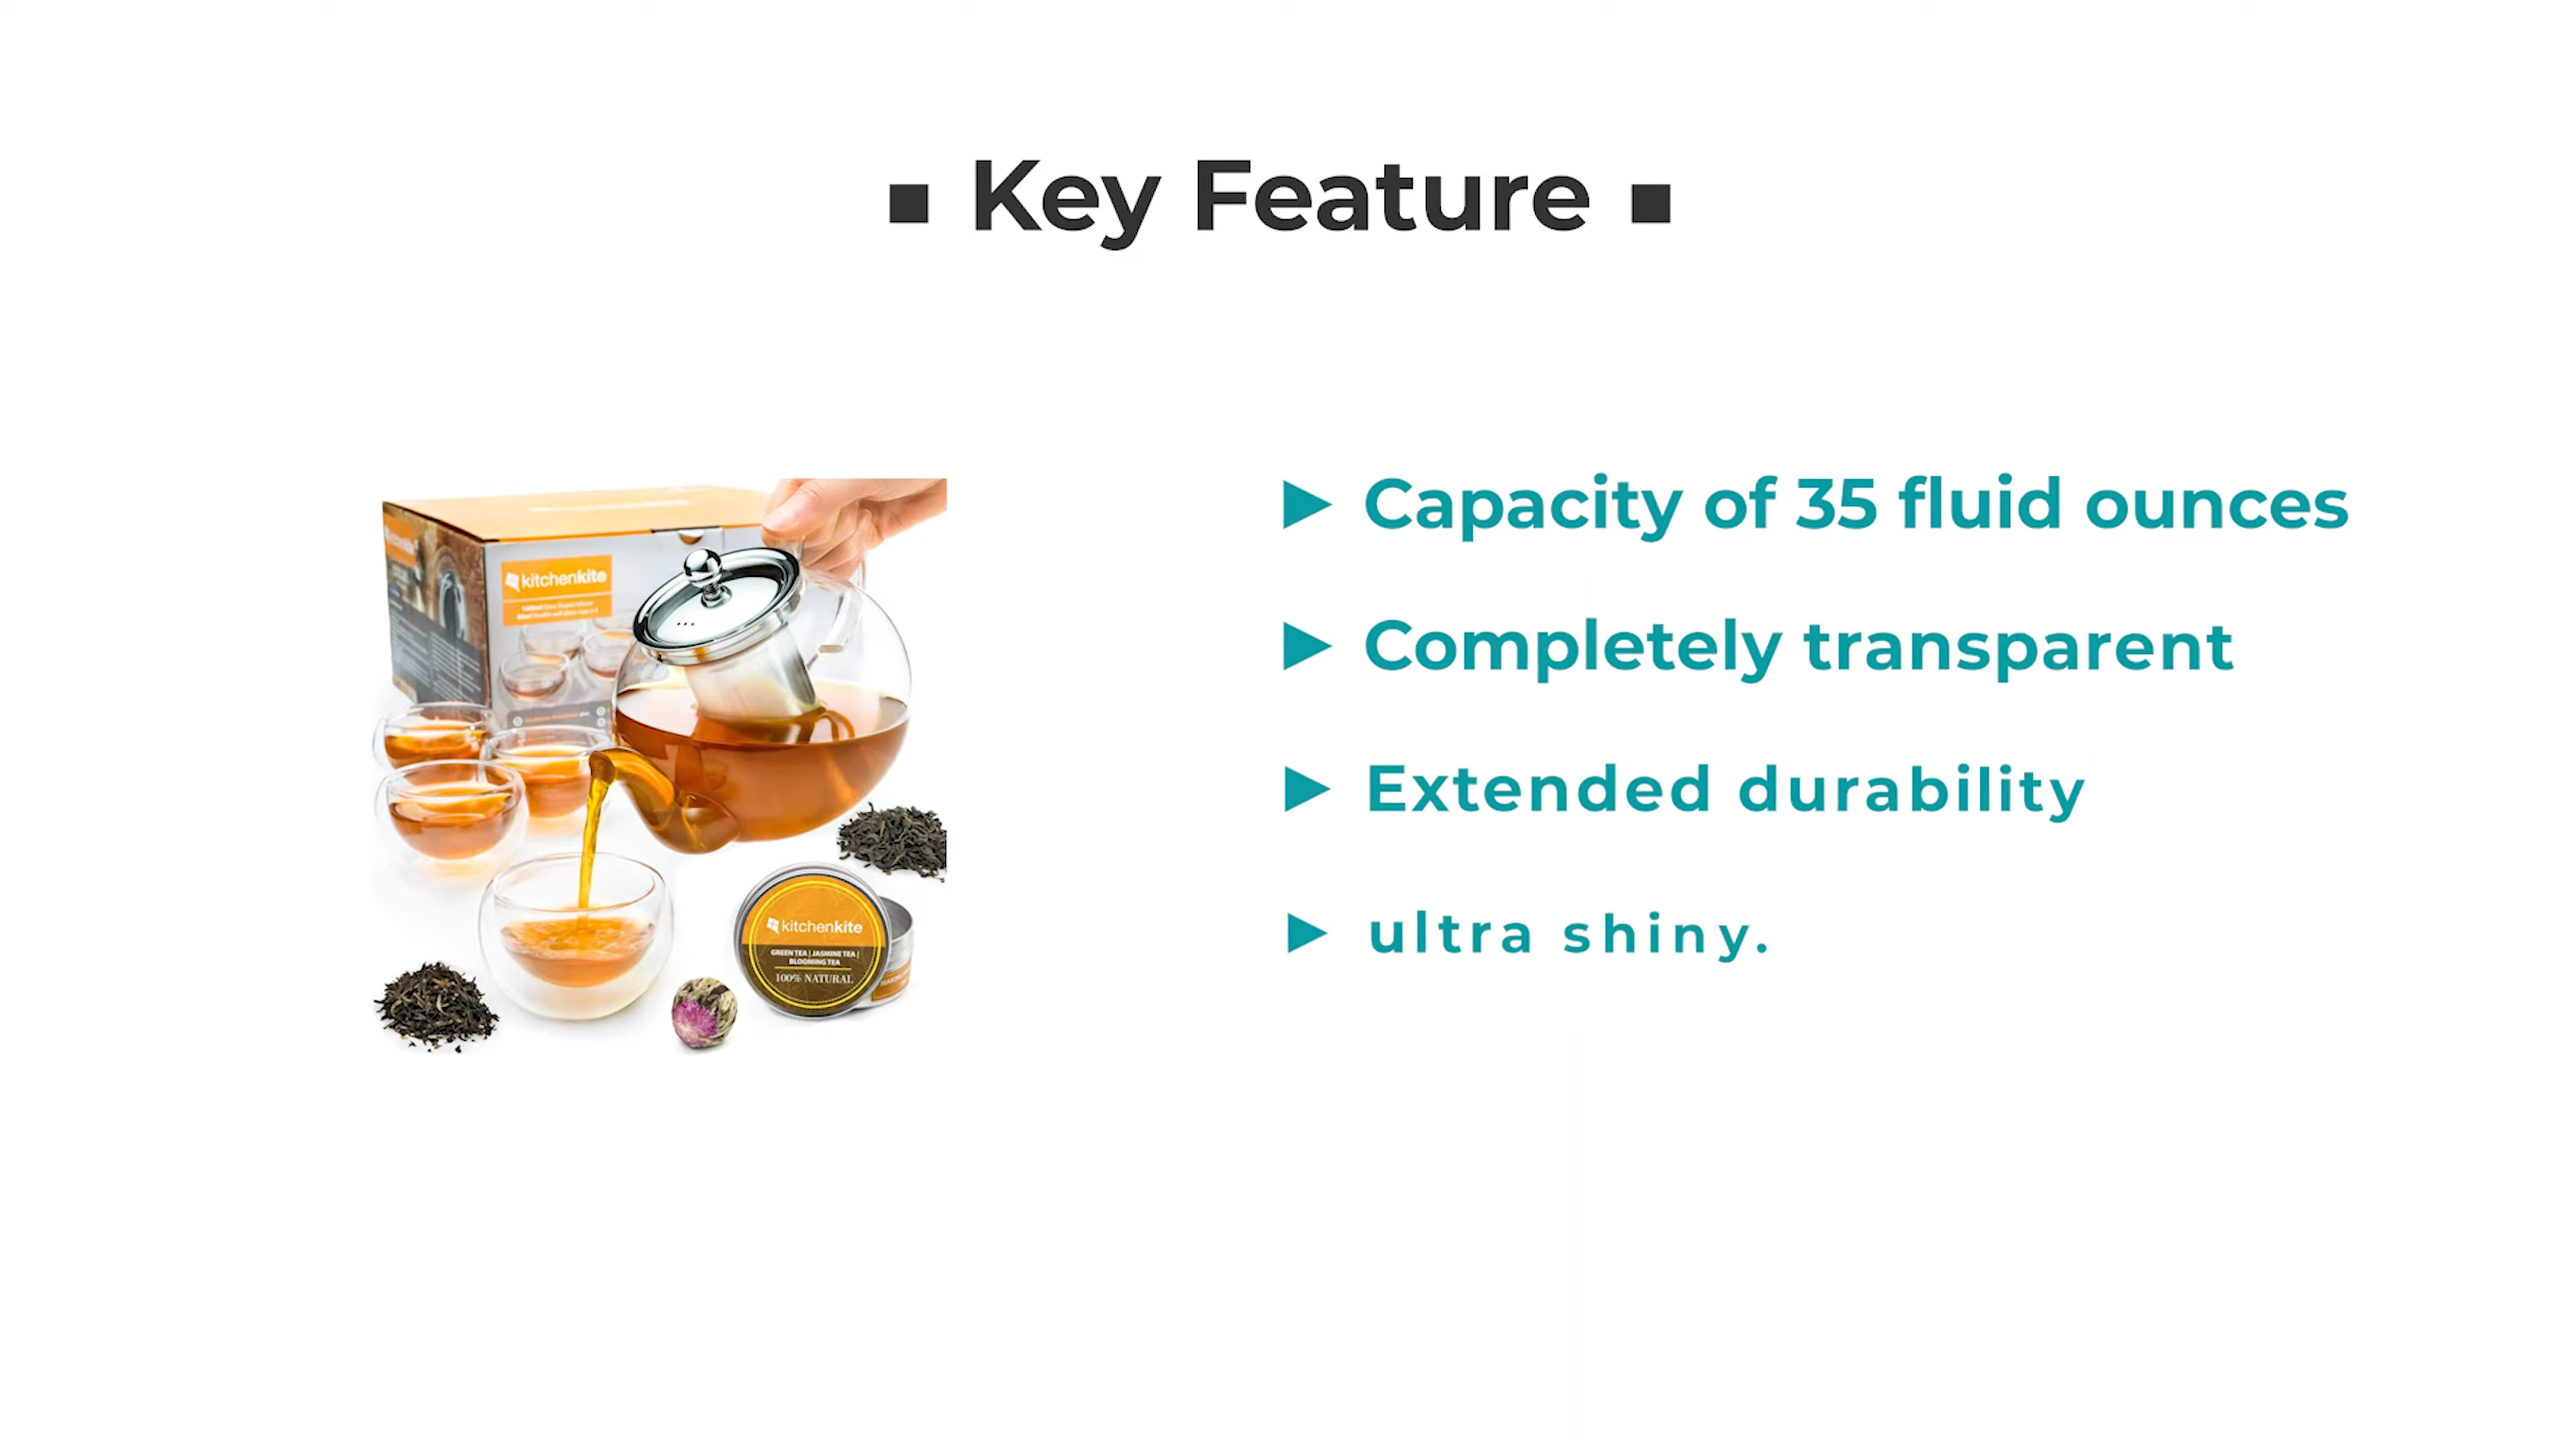 ▪ Key Feature ▪
► Capacity of 35 fluid ounces
► Completely transparent
► Extended durability
► ultra shiny.
kitchenkite
kitchenkite
GREEN TEA | JASMINE TEA |
BLOOMING TEA
100% NATURAL